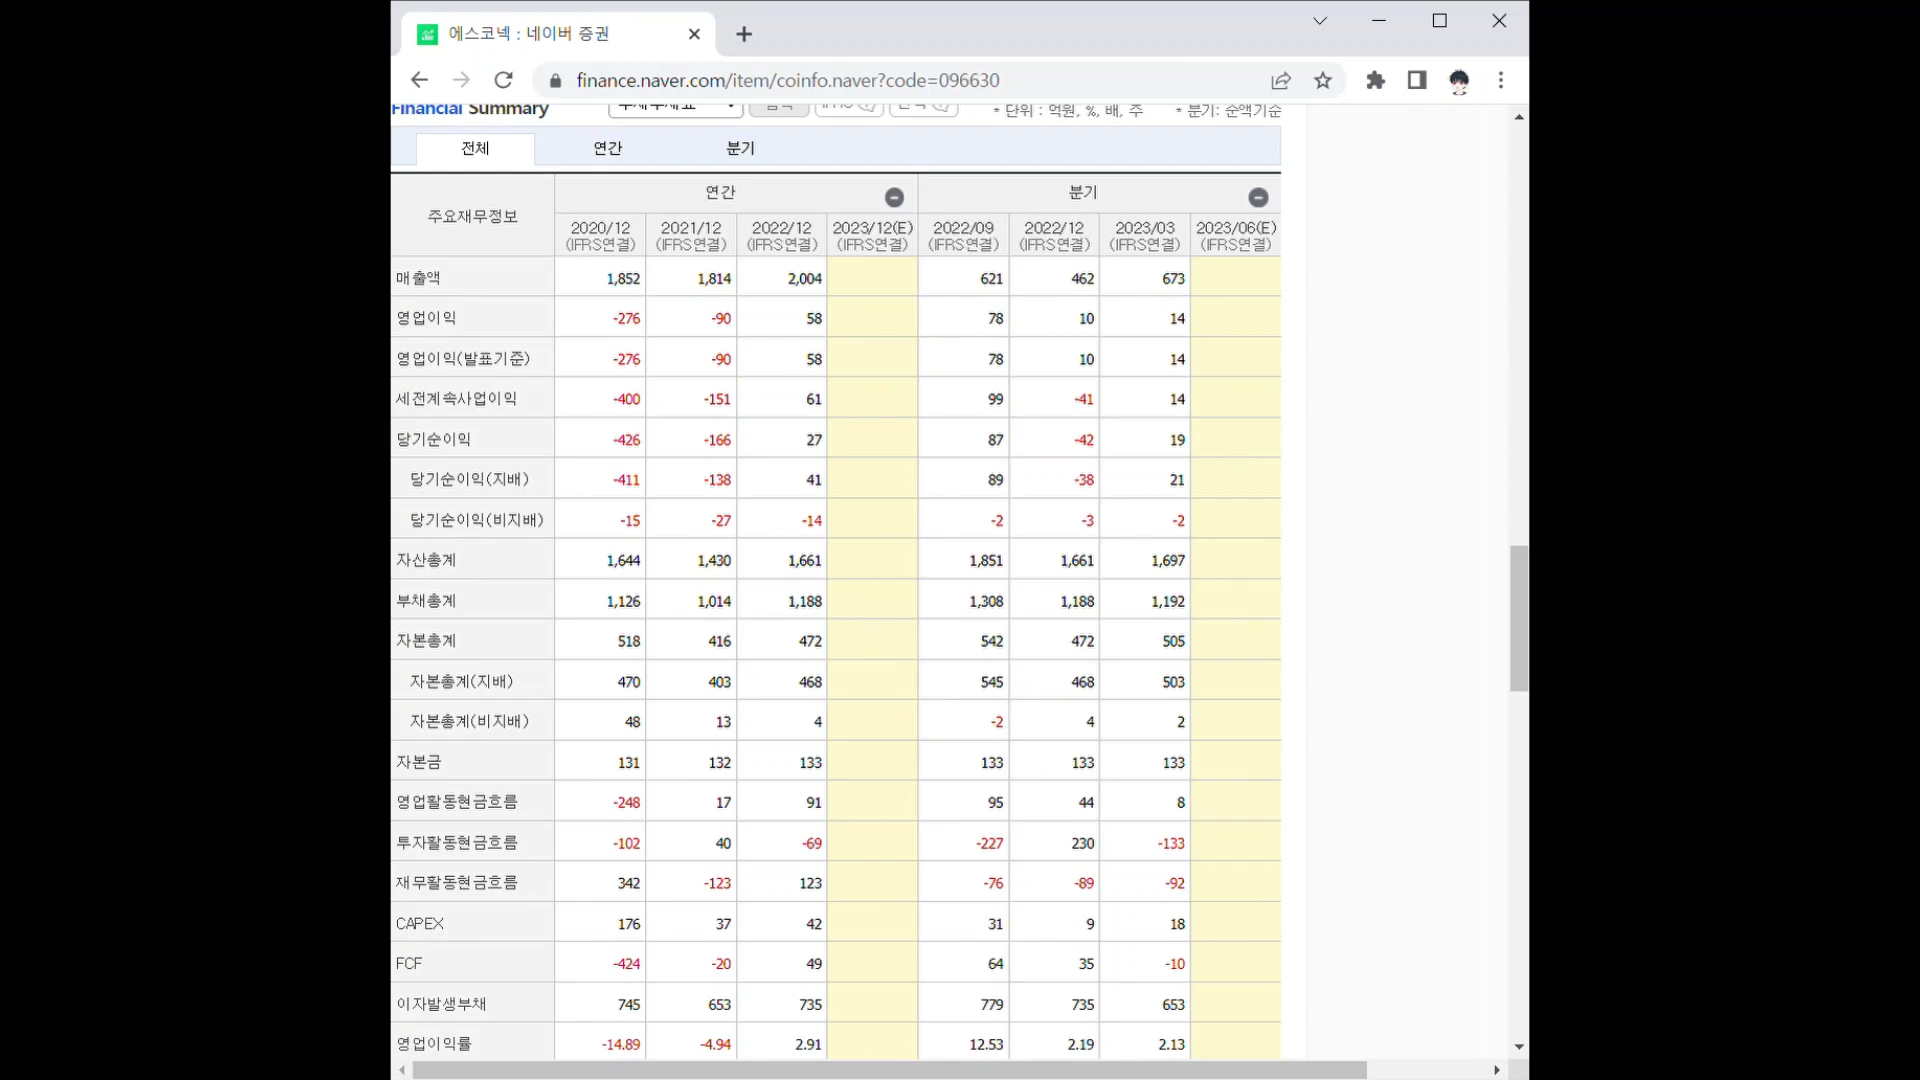 에스코넥 : 네이버 증권
finance.naver.com/item/coinfo.naver?code=096630
Financial Summary * 단위 : 억원, %, 배, 주 * 분기: 순액기준
전체 연간 분기
주요재무정보 연간 분기
2020/12 2021/12 2022/12 2023/12(E) 2022/09 2022/12 2023/03 2023/06(E)
(IFRS연결) (IFRS연결) (IFRS연결) (IFRS연결) (IFRS연결) (IFRS연결) (IFRS연결) (IFRS연결)
매출액 1,852 1,814 2,004 621 462 673
영업이익 -276 -90 58 78 10 14
영업이익(발표기준) -276 -90 58 78 10 14
세전계속사업이익 -400 -151 61 99 -41 14
당기순이익 -426 -166 27 87 -42 19
당기순이익(지배) -411 -138 41 89 -38 21
당기순이익(비지배) -15 -27 -14 -2 -3 -2
자산총계 1,644 1,430 1,661 1,851 1,661 1,697
부채총계 1,126 1,014 1,188 1,308 1,188 1,192
자본총계 518 416 472 542 472 505
자본총계(지배) 470 403 468 545 468 503
자본총계(비지배) 48 13 4 -2 4 2
자본금 131 132 133 133 133 133
영업활동현금흐름 -248 17 91 95 44 8
투자활동현금흐름 -102 40 -69 -227 230 -133
재무활동현금흐름 342 -123 123 -76 -89 -92
CAPEX 176 37 42 31 9 18
FCF -424 -20 49 64 35 -10
이자발생부채 745 653 735 779 735 653
영업이익률 -14.89 -4.94 2.91 12.53 2.19 2.13